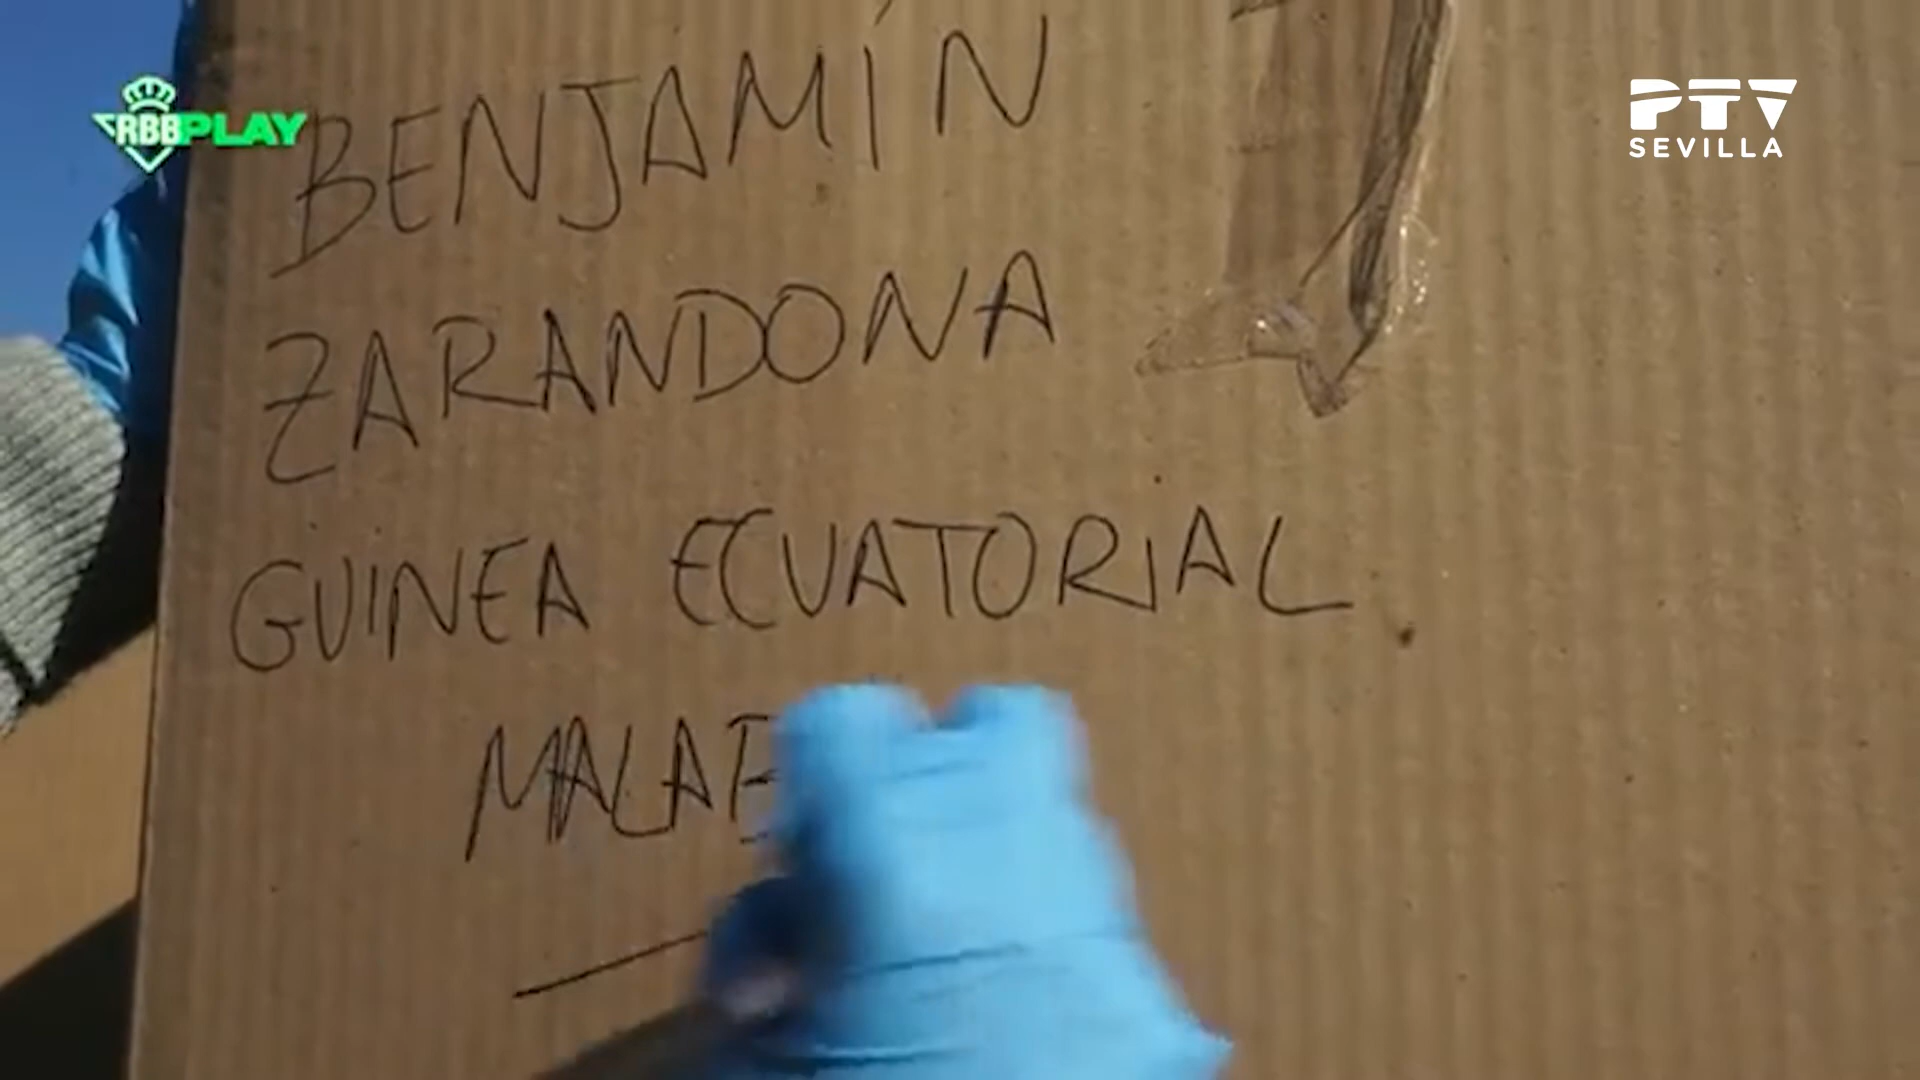 RBBPLAY
PTV
SEVILLA
BENJAMÍN
ZARANDONA
GUINEA ECUATORIAL